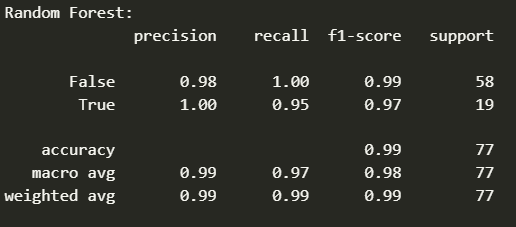 Random Forest:
precision recall f1-score support
False 0.98 1.00 0.99 58
True 1.00 0.95 0.97 19
accuracy 0.99 77
macro avg 0.99 0.97 0.98 77
weighted avg 0.99 0.99 0.99 77